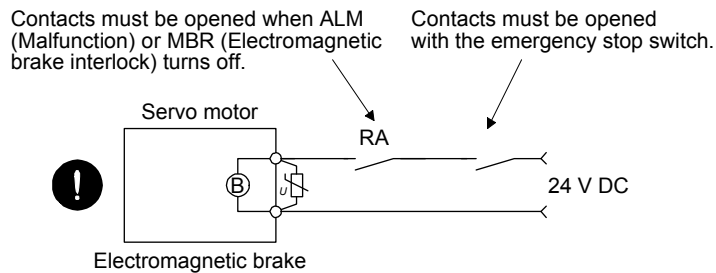 Contacts must be opened when ALM
(Malfunction) or MBR (Electromagnetic
brake interlock) turns off.
Contacts must be opened
with the emergency stop switch.
Servo motor
RA
B
U
24 V DC
Electromagnetic brake